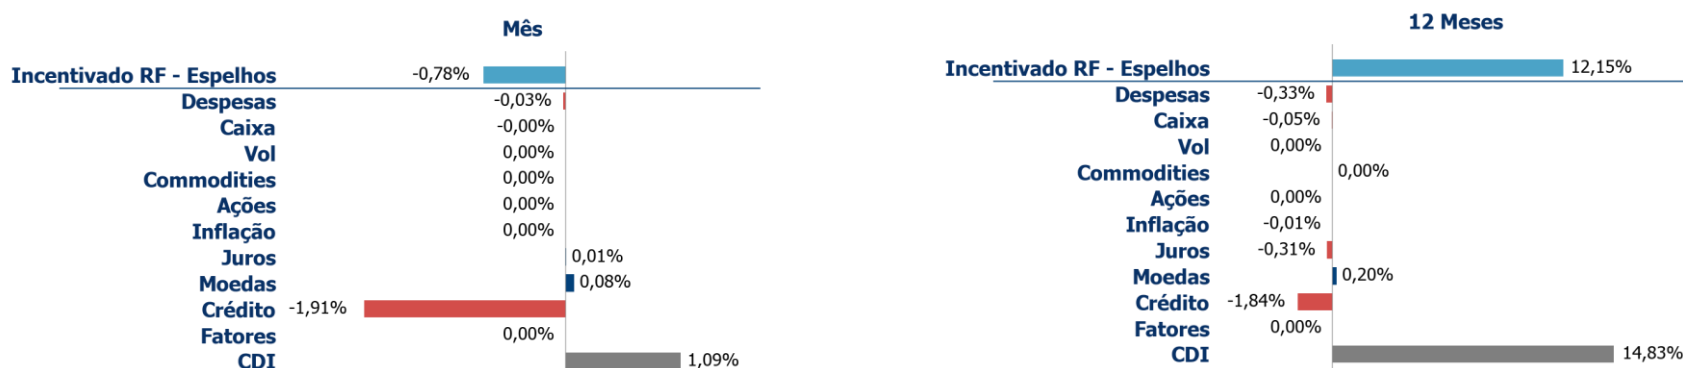 Mês
Incentivado RF - Espelhos -0,78%
Despesas -0,03%
Caixa -0,00%
Vol 0,00%
Commodities 0,00%
Ações 0,00%
Inflação 0,00%
Juros 0,01%
Moedas 0,08%
Crédito -1,91%
Fatores 0,00%
CDI 1,09%
12 Meses
Incentivado RF - Espelhos 12,15%
Despesas -0,33%
Caixa -0,05%
Vol 0,00%
Commodities 0,00%
Ações 0,00%
Inflação -0,01%
Juros -0,31%
Moedas 0,20%
Crédito -1,84%
Fatores 0,00%
CDI 14,83%